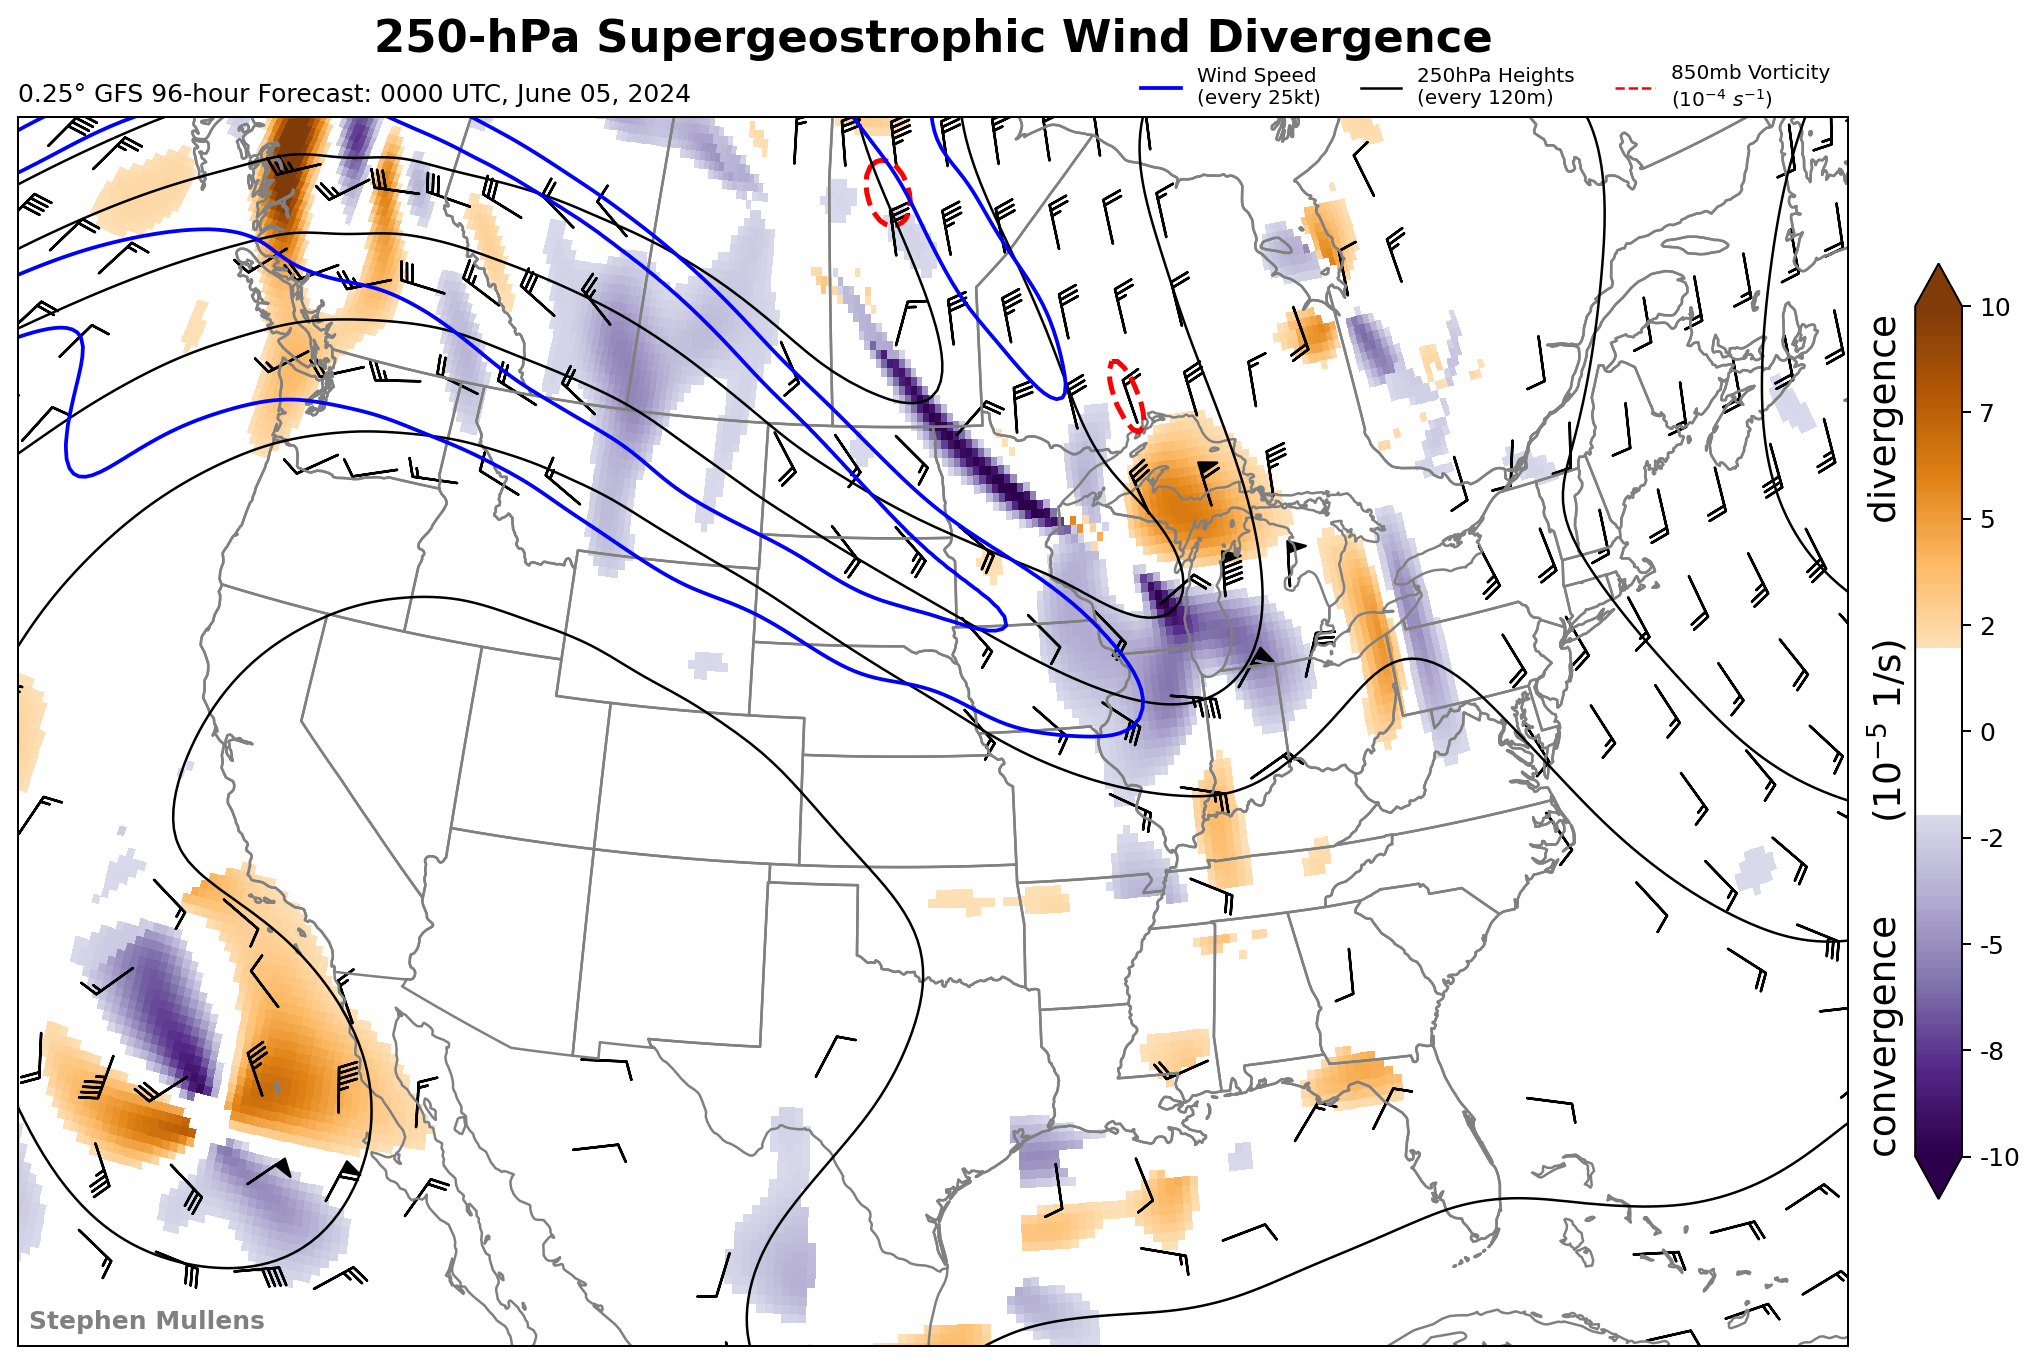 250-hPa Supergeostrophic Wind Divergence
0.25° GFS 96-hour Forecast: 0000 UTC, June 05, 2024
Wind Speed
(every 25kt)
250hPa Heights
(every 120m)
850mb Vorticity
(10⁻⁴ s⁻¹)
10
7
5
2
0
-2
-5
-8
-10
convergence (10⁻⁵ 1/s) divergence
Stephen Mullens